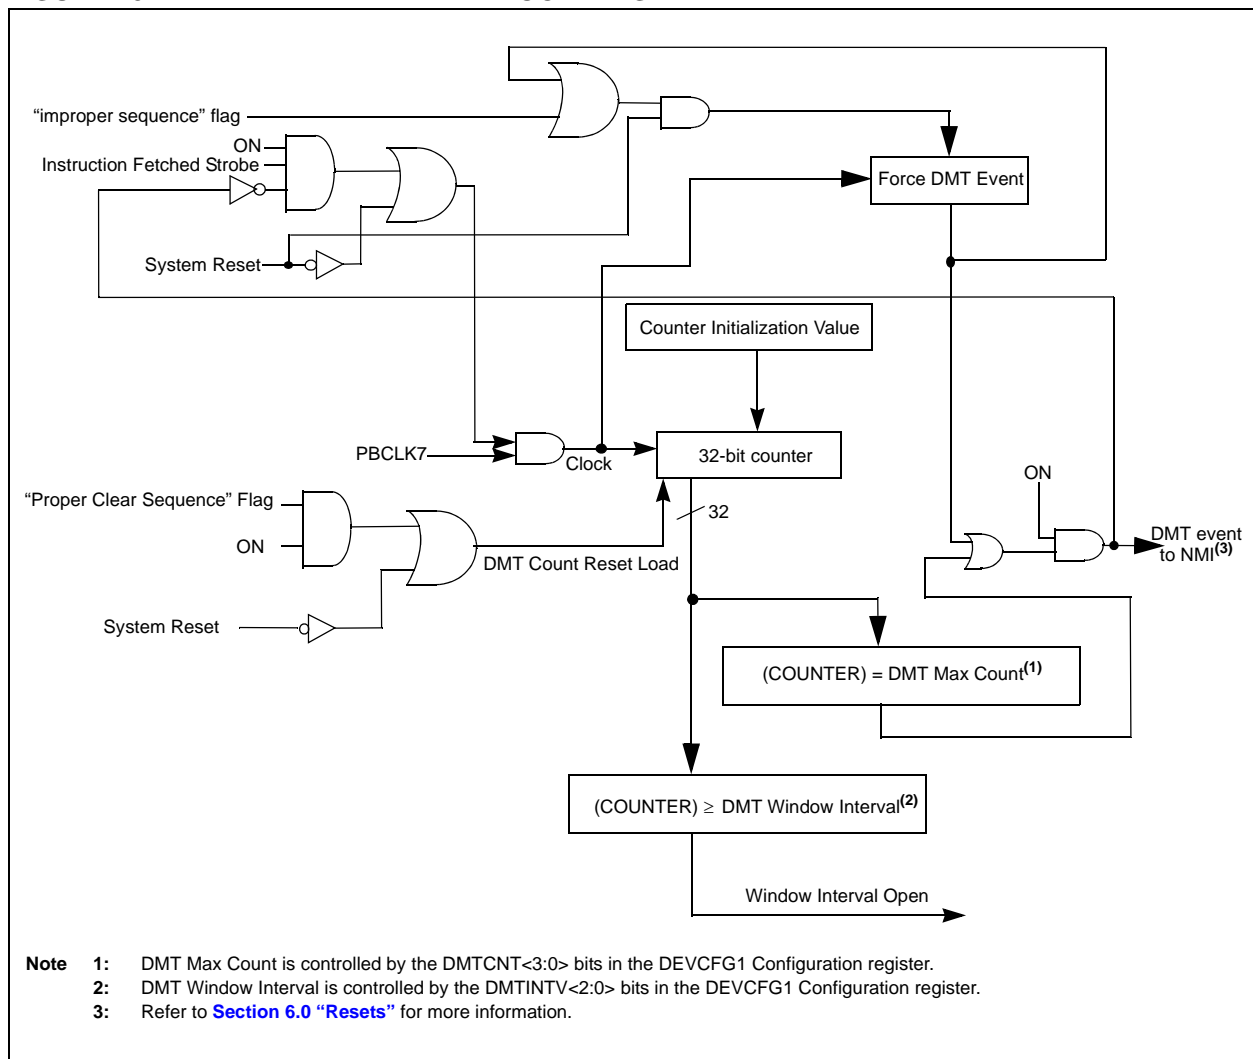 “improper sequence” flag
ON
Instruction Fetched Strobe
Force DMT Event
System Reset
Counter Initialization Value
PBCLK7
Clock
32-bit counter
“Proper Clear Sequence” Flag
ON
32
ON
DMT event
to NMI(3)
DMT Count Reset Load
System Reset
(COUNTER) = DMT Max Count(1)
(COUNTER) ≥ DMT Window Interval(2)
Window Interval Open
Note 1: DMT Max Count is controlled by the DMTCNT<3:0> bits in the DEVCFG1 Configuration register.
2: DMT Window Interval is controlled by the DMTINTV<2:0> bits in the DEVCFG1 Configuration register.
3: Refer to Section 6.0 “Resets” for more information.